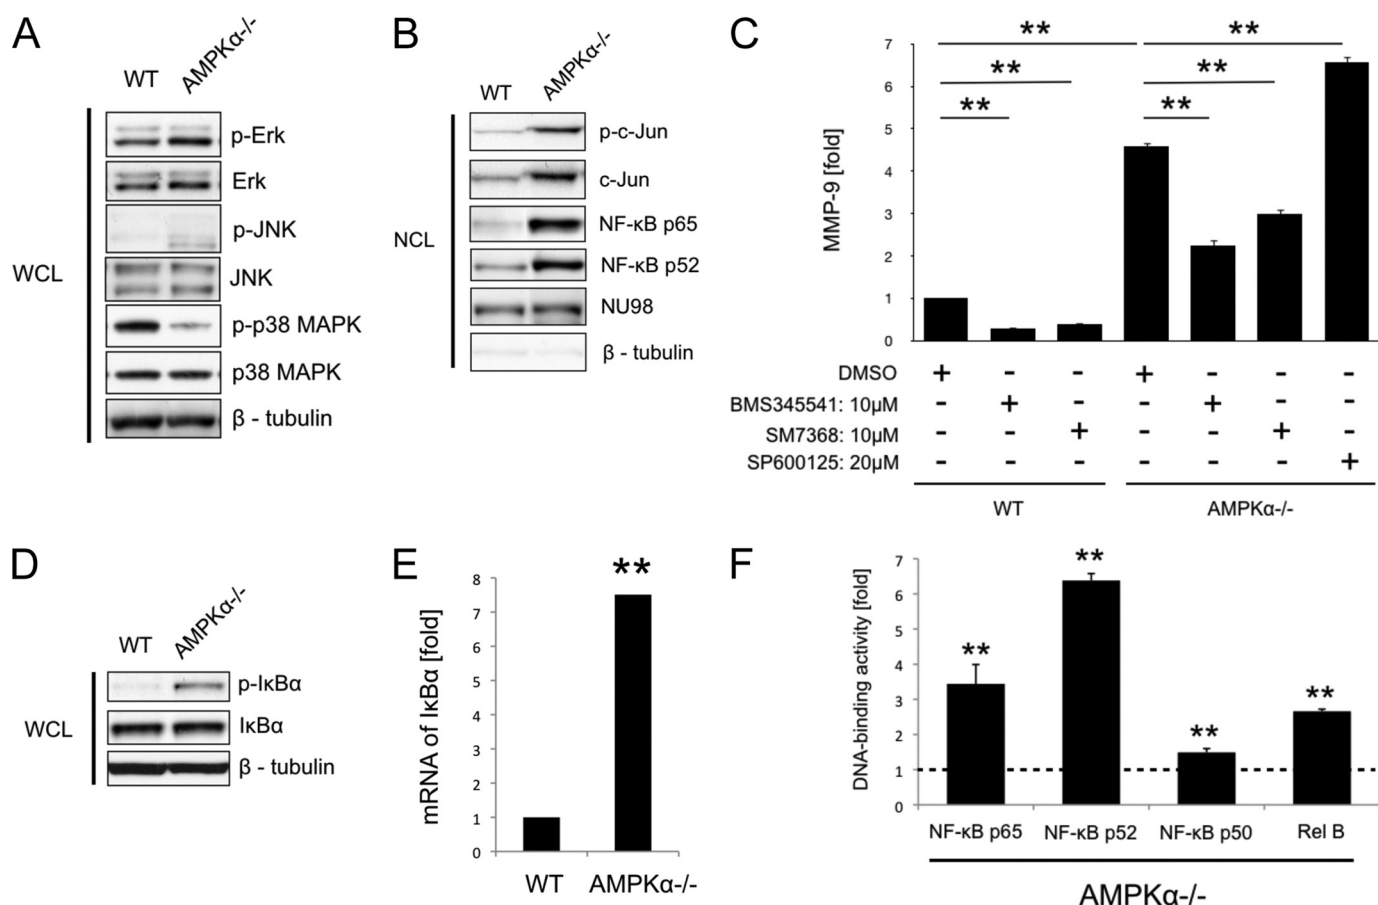 A
WT
AMPKα-/-
WCL
p-Erk
Erk
p-JNK
JNK
p-p38 MAPK
p38 MAPK
β - tubulin
B
WT
AMPKα-/-
NCL
p-c-Jun
c-Jun
NF-κB p65
NF-κB p52
NU98
β - tubulin
C
MMP-9 [fold]
7
6
5
4
3
2
1
0
** **
** **
** **
DMSO + - - + - - -
BMS345541: 10µM - + - - + - -
SM7368: 10µM - - + - - + -
SP600125: 20µM - - - - - - +
WT AMPKα-/-
D
WT
AMPKα-/-
WCL
p-IκBα
IκBα
β - tubulin
E
mRNA of IκBα [fold]
8
7
6
5
4
3
2
1
0
**
WT AMPKα-/-
F
DNA-binding activity [fold]
7
6
5
4
3
2
1
0
** ** ** **
NF-κB p65 NF-κB p52 NF-κB p50 Rel B
AMPKα-/-